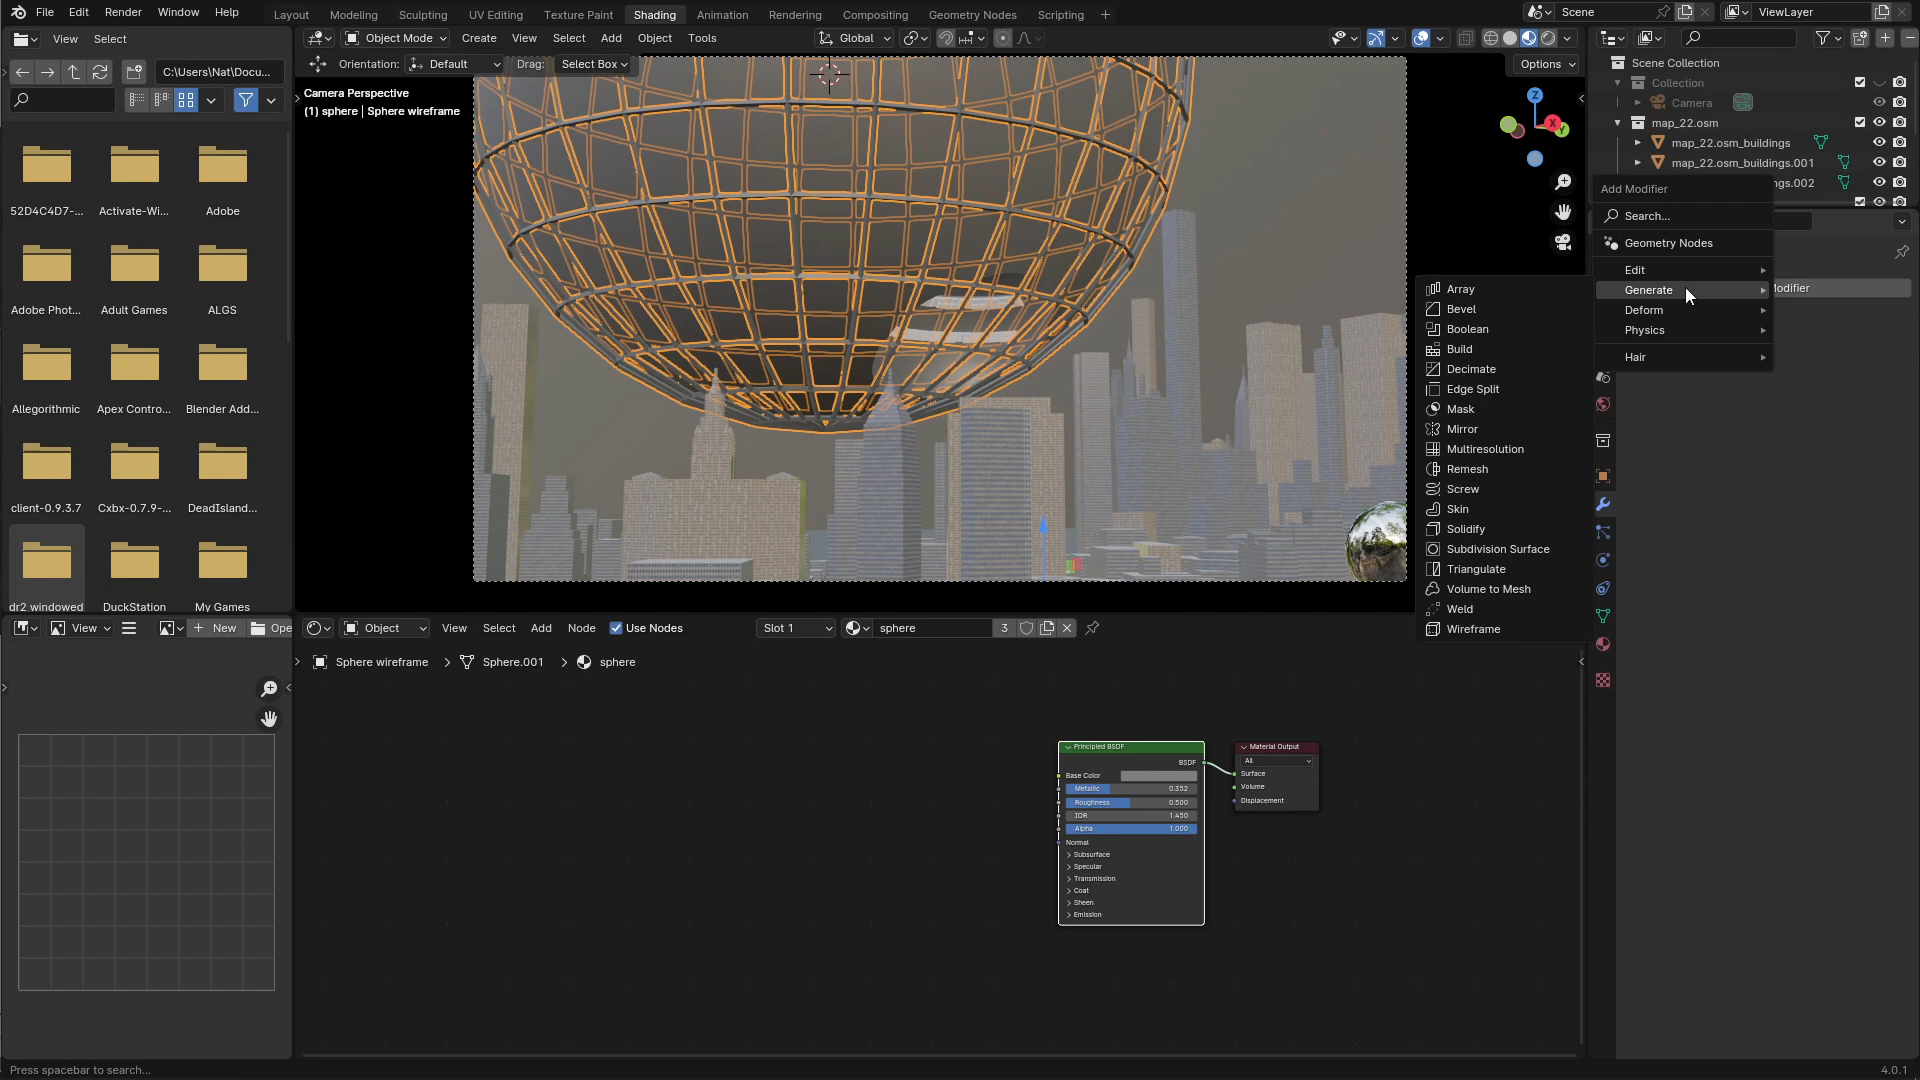 File Edit Render Window Help
Layout Modeling Sculpting UV Editing Texture Paint Shading Animation Rendering Compositing Geometry Nodes Scripting +
Scene
ViewLayer
View Select
C:\Users\Nat\Docu...
Object Mode Create View Select Add Object Tools
Global
Orientation: Default Drag: Select Box
Options
Camera Perspective
(1) sphere | Sphere wireframe
Z
X
Y
Scene Collection
Collection
Camera
map_22.osm
map_22.osm_buildings
map_22.osm_buildings.001
ngs.002
Add Modifier
Search...
Geometry Nodes
Edit
Generate
Deform
Physics
Hair
Modifier
Array
Bevel
Boolean
Build
Decimate
Edge Split
Mask
Mirror
Multiresolution
Remesh
Screw
Skin
Solidify
Subdivision Surface
Triangulate
Volume to Mesh
Weld
Wireframe
52D4C4D7-... Activate-Wi... Adobe
Adobe Phot... Adult Games ALGS
Allegorithmic Apex Contro... Blender Add...
client-0.9.3.7 Cxbx-0.7.9-... DeadIsland...
dr2 windowed DuckStation My Games
View + New Ope
Object View Select Add Node Use Nodes Slot 1 sphere 3
Sphere wireframe > Sphere.001 > sphere
Principled BSDF
BSDF
Base Color
Metallic 0.352
Roughness 0.500
IOR 1.450
Alpha 1.000
Normal
Subsurface
Specular
Transmission
Coat
Sheen
Emission
Material Output
All
Surface
Volume
Displacement
Press spacebar to search...
4.0.1